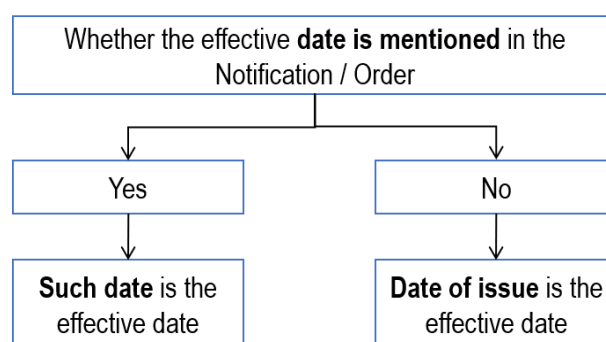 Whether the effective date is mentioned in the
Notification / Order
Yes
No
Such date is the
effective date
Date of issue is the
effective date